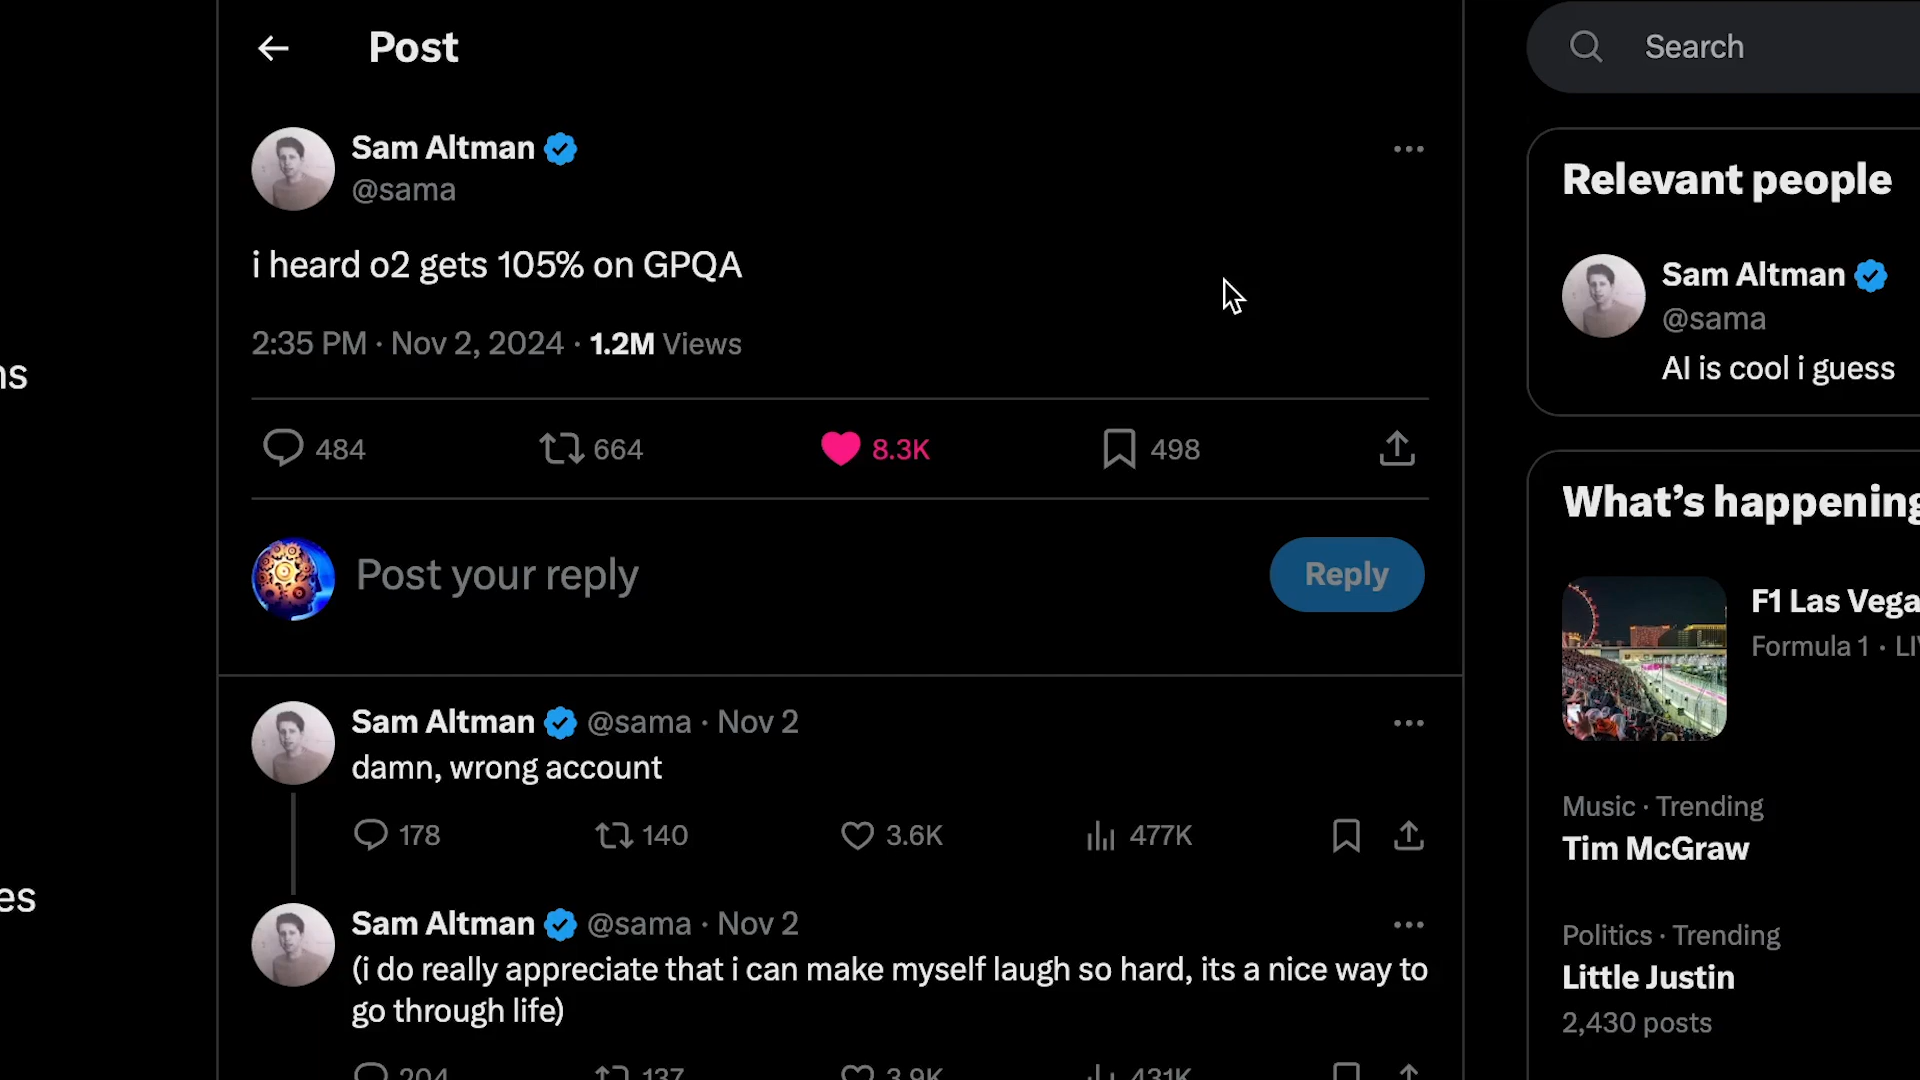 Post
Search
Sam Altman
@sama
i heard o2 gets 105% on GPQA
2:35 PM · Nov 2, 2024 · 1.2M Views
484 664 8.3K 498
Post your reply
Reply
Sam Altman @sama · Nov 2
damn, wrong account
178 140 3.6K 477K
Sam Altman @sama · Nov 2
(i do really appreciate that i can make myself laugh so hard, its a nice way to
go through life)
204 137 3.9K 431K
Relevant people
Sam Altman
@sama
AI is cool i guess
What's happening
F1 Las Vega
Formula 1 · LI
Music · Trending
Tim McGraw
Politics · Trending
Little Justin
2,430 posts
ns
es